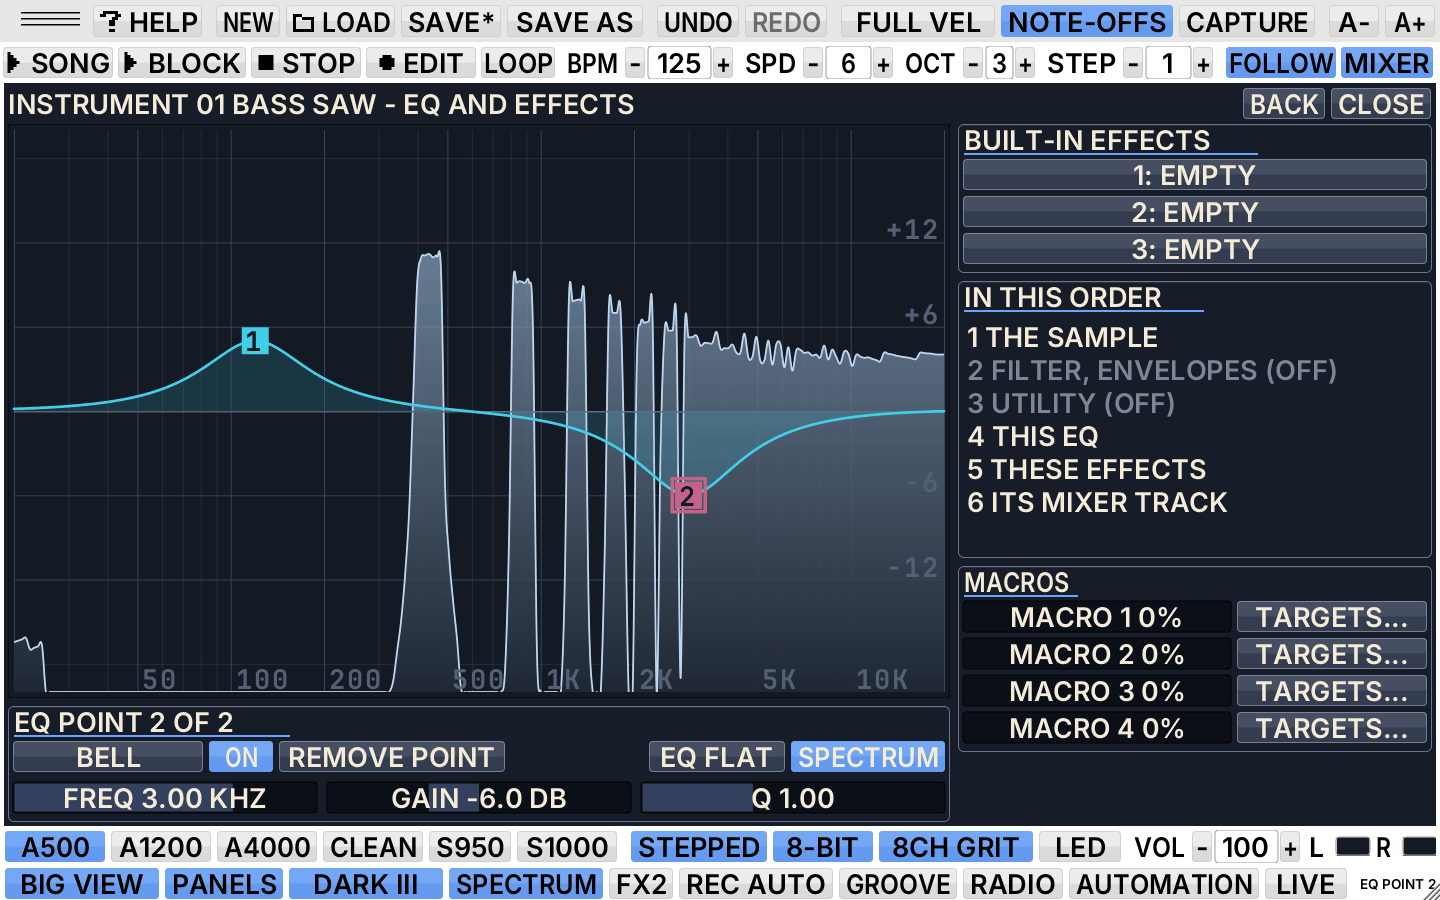 HELP NEW LOAD SAVE* SAVE AS UNDO REDO FULL VEL NOTE-OFFS CAPTURE A- A+
SONG BLOCK STOP EDIT LOOP BPM - 125 + SPD - 6 + OCT - 3 + STEP - 1 + FOLLOW MIXER
INSTRUMENT 01 BASS SAW - EQ AND EFFECTS BACK CLOSE
BUILT-IN EFFECTS
1: EMPTY
2: EMPTY
3: EMPTY
IN THIS ORDER
1 THE SAMPLE
2 FILTER, ENVELOPES (OFF)
3 UTILITY (OFF)
4 THIS EQ
5 THESE EFFECTS
6 ITS MIXER TRACK
MACROS
MACRO 1 0% TARGETS...
MACRO 2 0% TARGETS...
MACRO 3 0% TARGETS...
MACRO 4 0% TARGETS...
+12
+6
-6
-12
1
2
50 100 200 500 1K 2K 5K 10K
EQ POINT 2 OF 2
BELL ON REMOVE POINT EQ FLAT SPECTRUM
FREQ 3.00 KHZ GAIN -6.0 DB Q 1.00
A500 A1200 A4000 CLEAN S950 S1000 STEPPED 8-BIT 8CH GRIT LED VOL - 100 + L R
BIG VIEW PANELS DARK III SPECTRUM FX2 REC AUTO GROOVE RADIO AUTOMATION LIVE EQ POINT 2